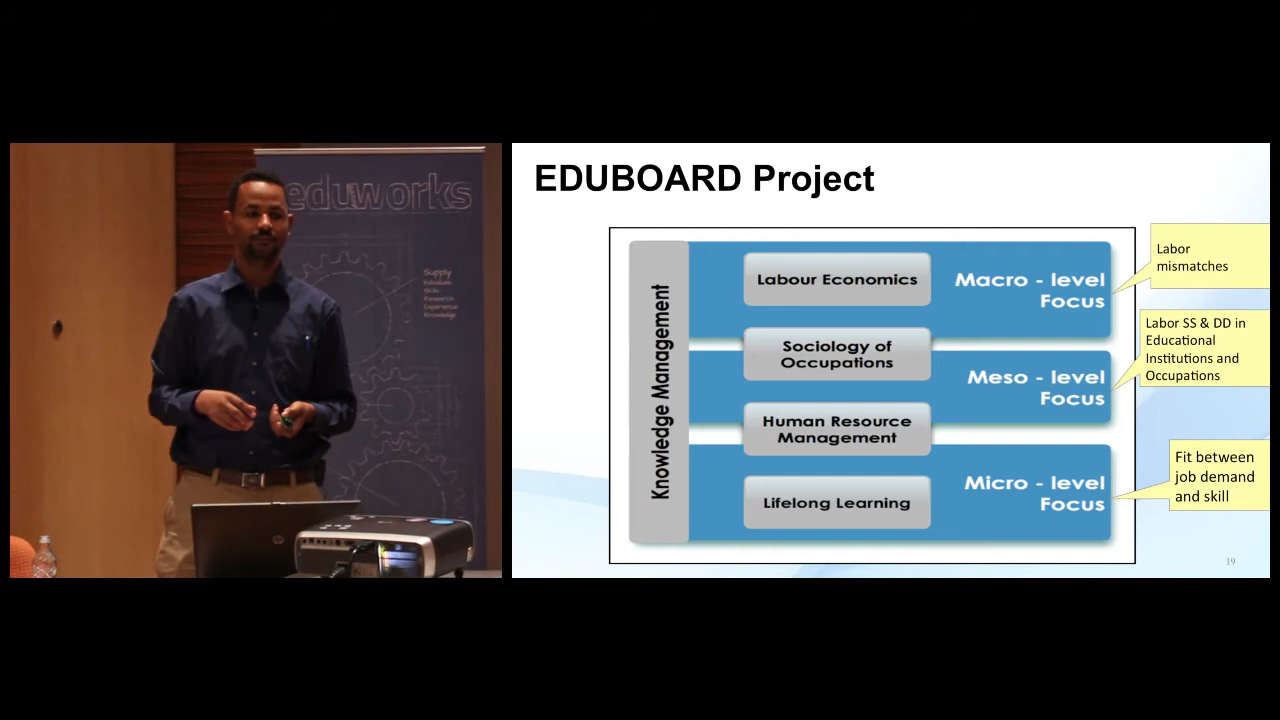 eduworks
Supply
Individuals
Skills
Research
Experience
Knowledge
hp
EDUBOARD Project
Knowledge Management
Labour Economics
Sociology of
Occupations
Human Resource
Management
Lifelong Learning
Macro - level
Focus
Meso - level
Focus
Micro - level
Focus
Labor
mismatches
Labor SS & DD in
Educational
Institutions and
Occupations
Fit between
job demand
and skill
19